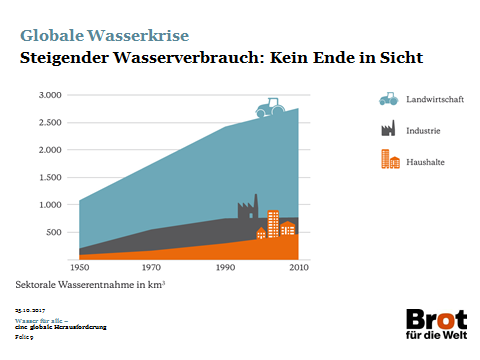 Globale Wasserkrise
Steigender Wasserverbrauch: Kein Ende in Sicht
3.000
2.500
2.000
1.500
1.000
500
1950 1970 1990 2010
Landwirtschaft
Industrie
Haushalte
Sektorale Wasserentnahme in km³
25.10.2017
Wasser für alle –
eine globale Herausforderung
Folie 9
Brot
für die Welt